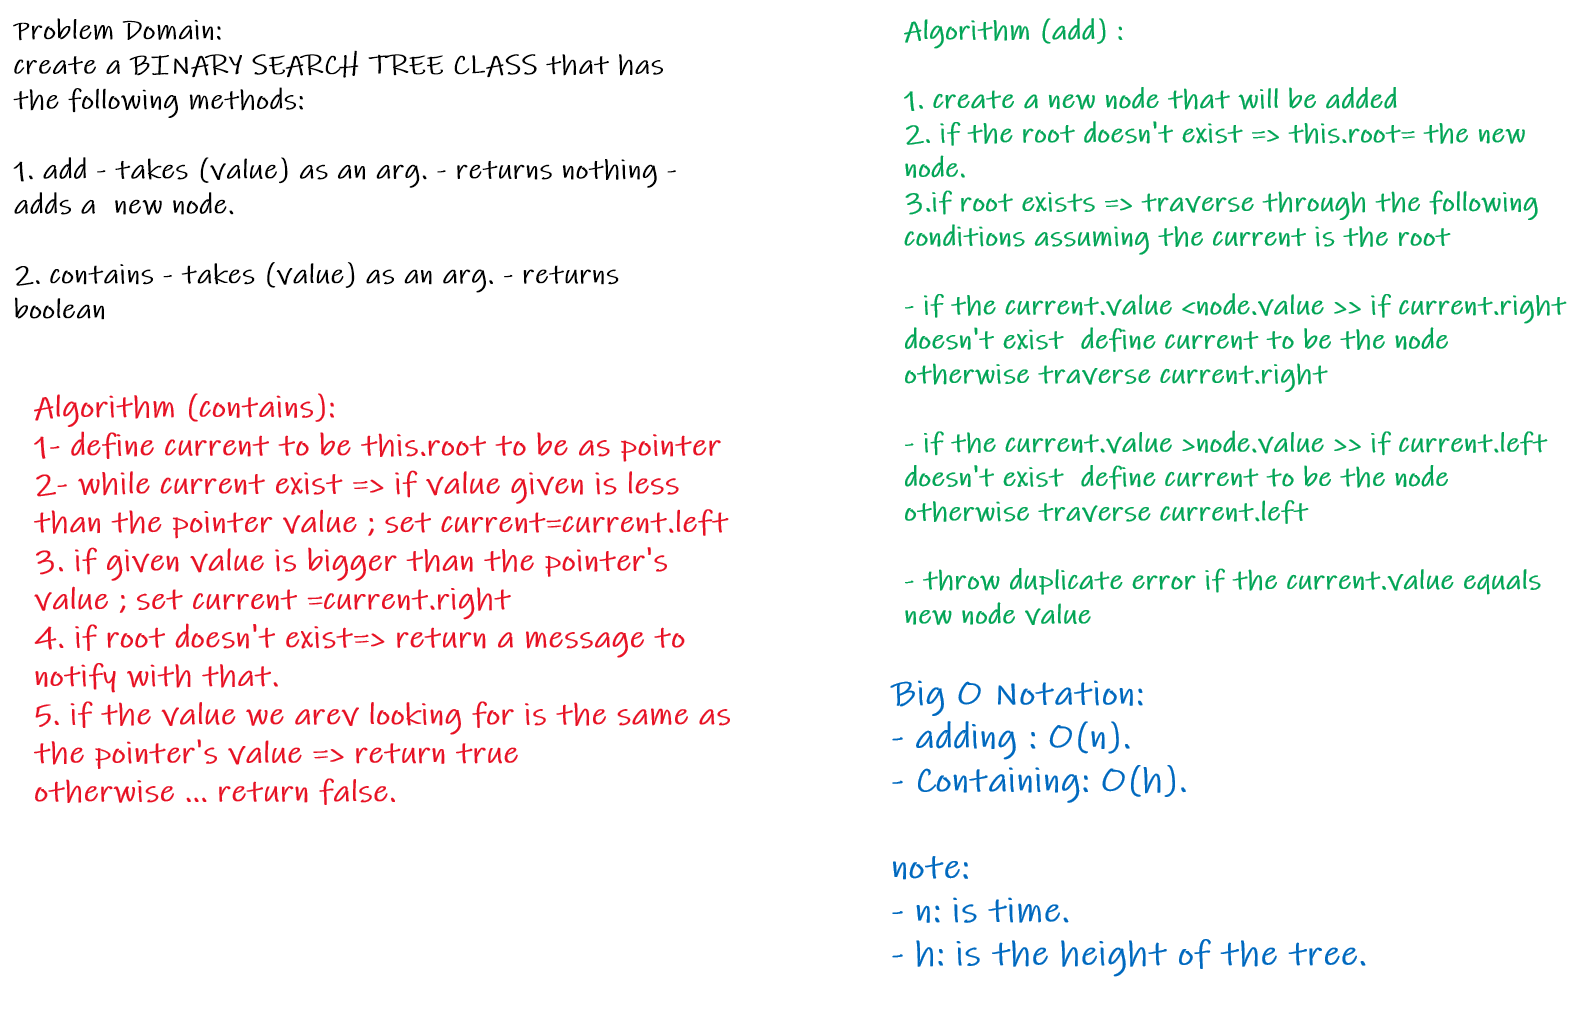 Problem Domain:
create a BINARY SEARCH TREE CLASS that has
the following methods:
1. add - takes (value) as an arg. - returns nothing -
adds a  new node.
2. contains - takes (value) as an arg. - returns
boolean
Algorithm (contains):
1- define current to be this.root to be as pointer
2- while current exist => if value given is less
than the pointer value ; set current=current.left
3. if given value is bigger than the pointer's
value ; set current =current.right
4. if root doesn't exist=> return a message to
notify with that.
5. if the value we arev looking for is the same as
the pointer's value => return true
otherwise ... return false.
Algorithm (add) :
1. create a new node that will be added
2. if the root doesn't exist => this.root= the new
node.
3.if root exists => traverse through the following
conditions assuming the current is the root
- if the current.value <node.value >> if current.right
doesn't exist  define current to be the node
otherwise traverse current.right
- if the current.value >node.value >> if current.left
doesn't exist  define current to be the node
otherwise traverse current.left
- throw duplicate error if the current.value equals
new node value
Big O Notation:
- adding : O(n).
- Containing: O(h).
note:
- n: is time.
- h: is the height of the tree.